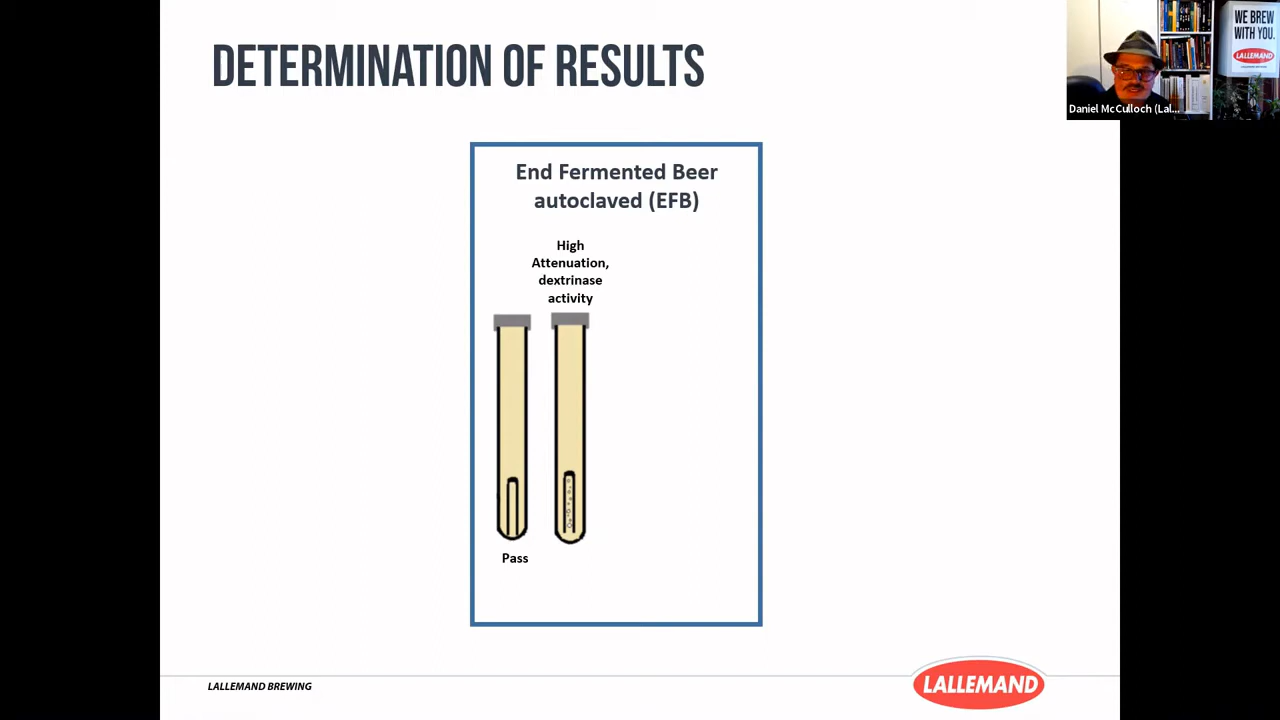 DETERMINATION OF RESULTS
WE BREW
WITH YOU.
LALLEMAND
Daniel McCulloch (Lal...
End Fermented Beer
autoclaved (EFB)
High
Attenuation,
dextrinase
activity
Pass
LALLEMAND BREWING
LALLEMAND